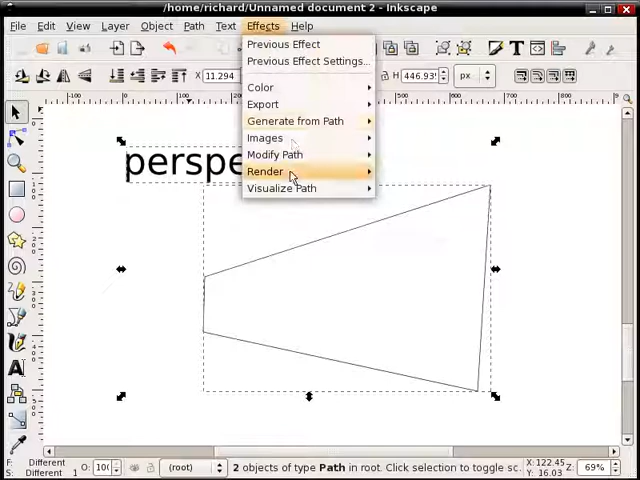 /home/richard/Unnamed document 2 - Inkscape
File Edit View Layer Object Path Text Effects Help
Previous Effect
Previous Effect Settings...
Color
Export
Generate from Path
Images
Modify Path
Render
Visualize Path
X 11.294 H 446.93 px
perspe
F: Different
S: Different 1 O: 10 (root) 2 objects of type Path in root. Click selection to toggle sc. X: 122.45 Y: 16.03 Z: 69%